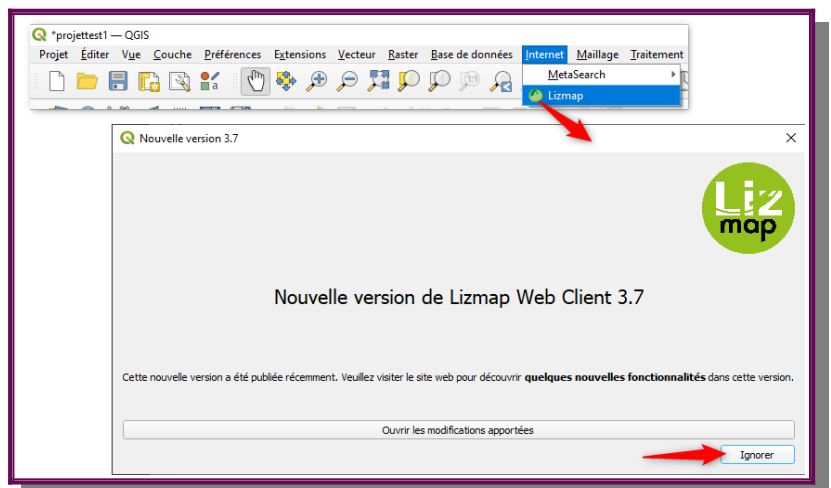 *projettest1 — QGIS
Projet Éditer Vue Couche Préférences Extensions Vecteur Raster Base de données Internet Maillage Traitement
MetaSearch
Lizmap
Nouvelle version 3.7
Liz
map
Nouvelle version de Lizmap Web Client 3.7
Cette nouvelle version a été publiée récemment. Veuillez visiter le site web pour découvrir quelques nouvelles fonctionnalités dans cette version.
Ouvrir les modifications apportées
Ignorer